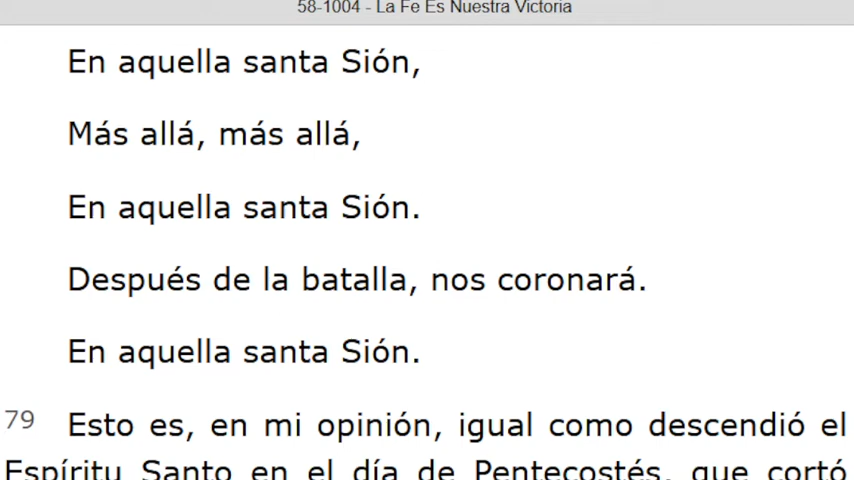 58-1004 - La Fe Es Nuestra Victoria
En aquella santa Sión,
Más allá, más allá,
En aquella santa Sión.
Después de la batalla, nos coronará.
En aquella santa Sión.
79 Esto es, en mi opinión, igual como descendió el
Espíritu Santo en el día de Pentecostés, que cortó